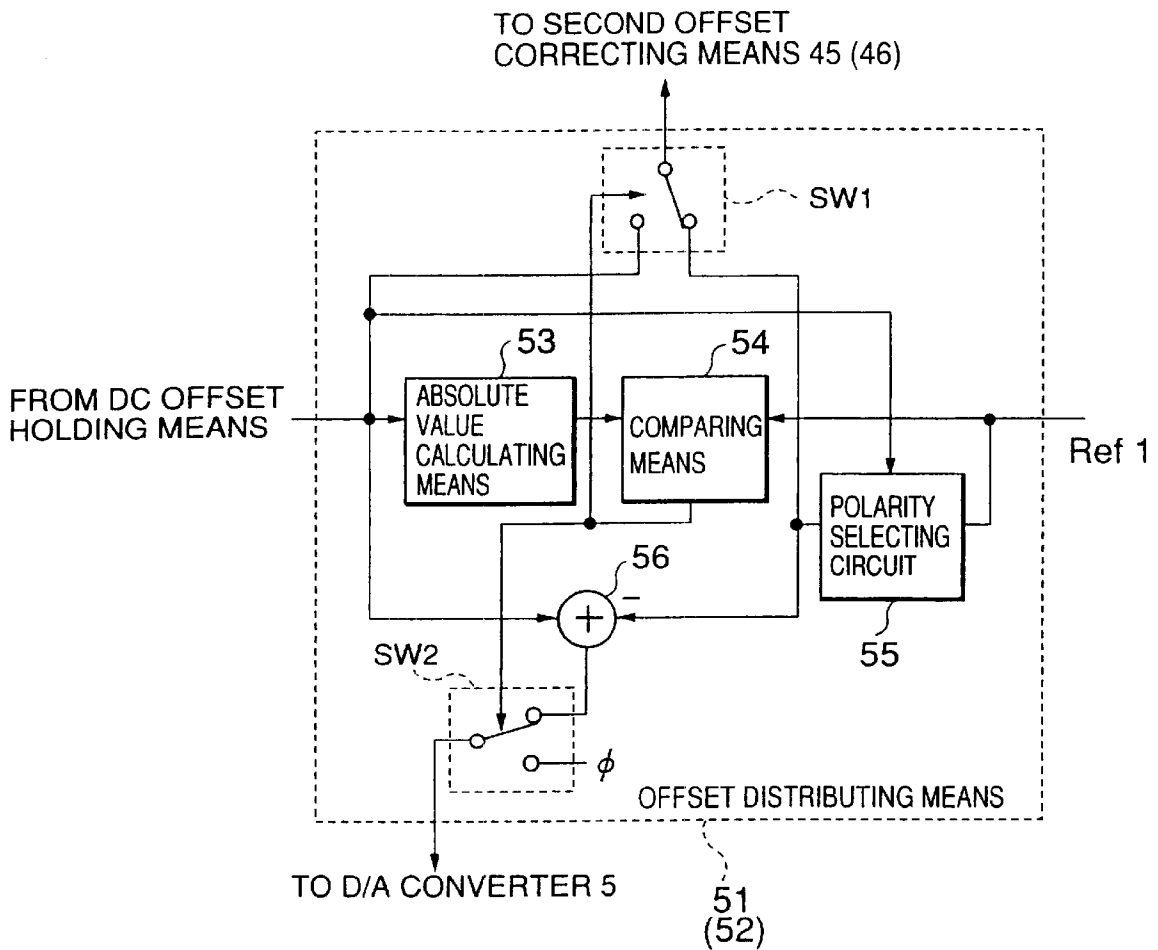 TO SECOND OFFSET
CORRECTING MEANS 45 (46)
SW1
53
54
FROM DC OFFSET
HOLDING MEANS
ABSOLUTE
VALUE
CALCULATING
MEANS
COMPARING
MEANS
Ref 1
POLARITY
SELECTING
CIRCUIT
56
+
−
55
SW2
ϕ
OFFSET DISTRIBUTING MEANS
TO D/A CONVERTER 5
51
(52)